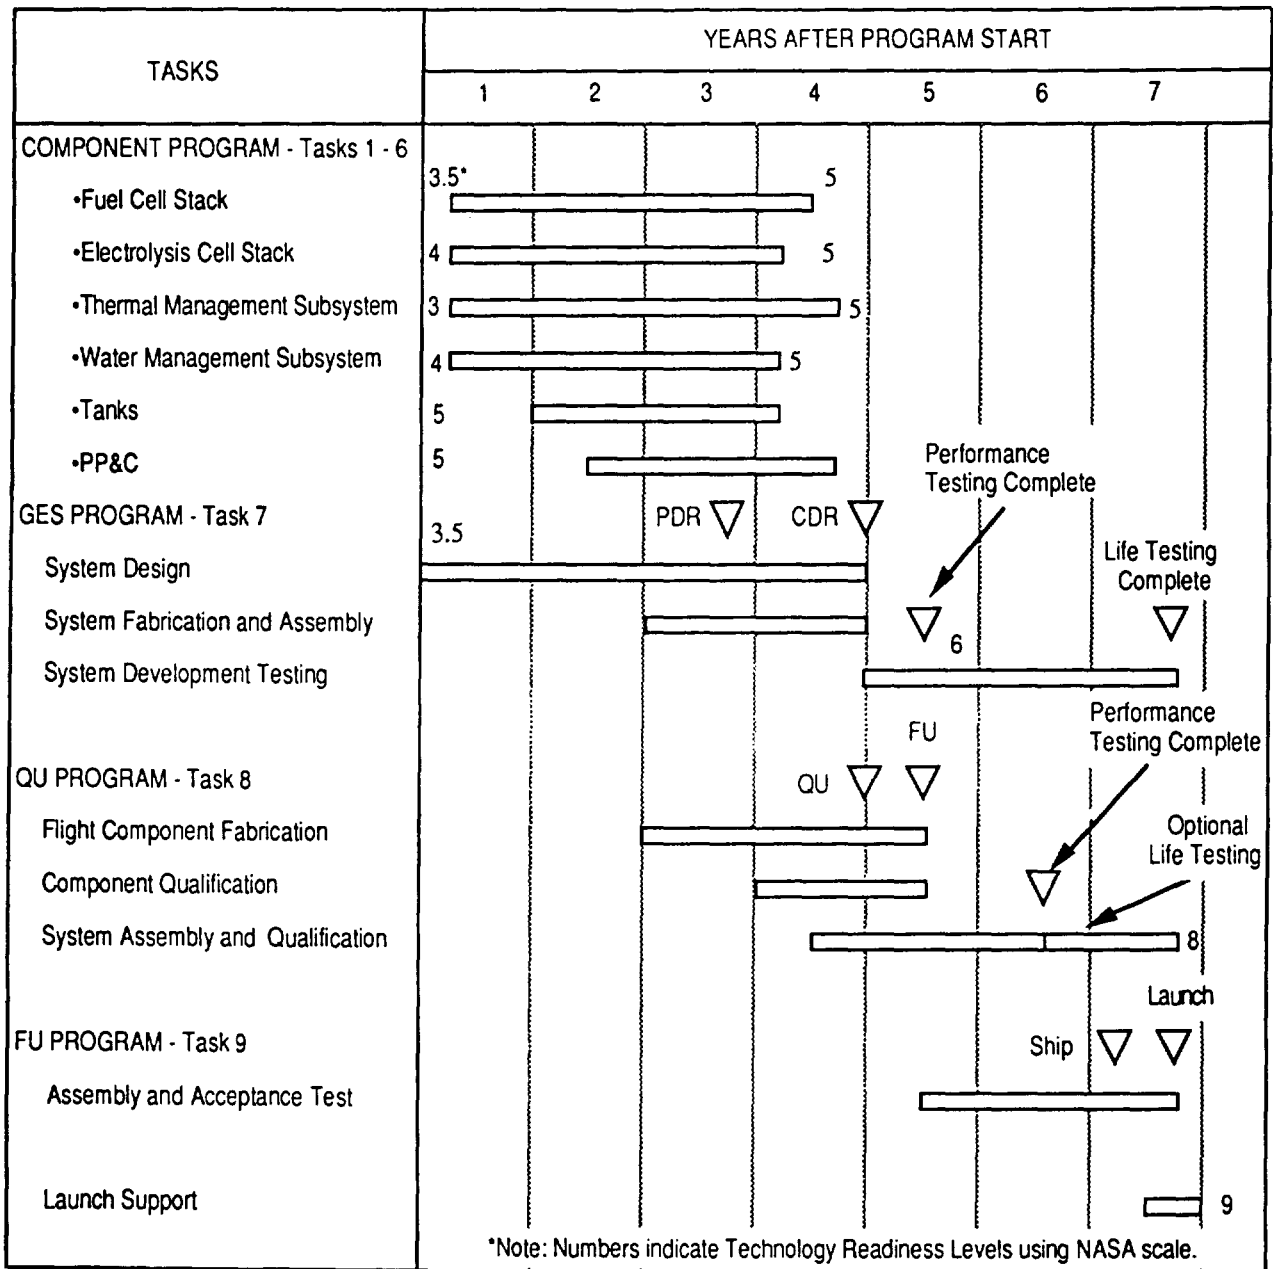 YEARS AFTER PROGRAM START
TASKS
1 2 3 4 5 6 7
COMPONENT PROGRAM - Tasks 1 - 6
3.5* 5
•Fuel Cell Stack
•Electrolysis Cell Stack 4 5
•Thermal Management Subsystem 3 5
•Water Management Subsystem 4 5
•Tanks 5
•PP&C 5
Performance
Testing Complete
GES PROGRAM - Task 7 PDR CDR
3.5
Life Testing
Complete
System Design
System Fabrication and Assembly
6
System Development Testing
Performance
Testing Complete
FU
QU PROGRAM - Task 8 QU
Flight Component Fabrication
Optional
Life Testing
Component Qualification
System Assembly and Qualification 8
Launch
FU PROGRAM - Task 9 Ship
Assembly and Acceptance Test
Launch Support 9
*Note: Numbers indicate Technology Readiness Levels using NASA scale.